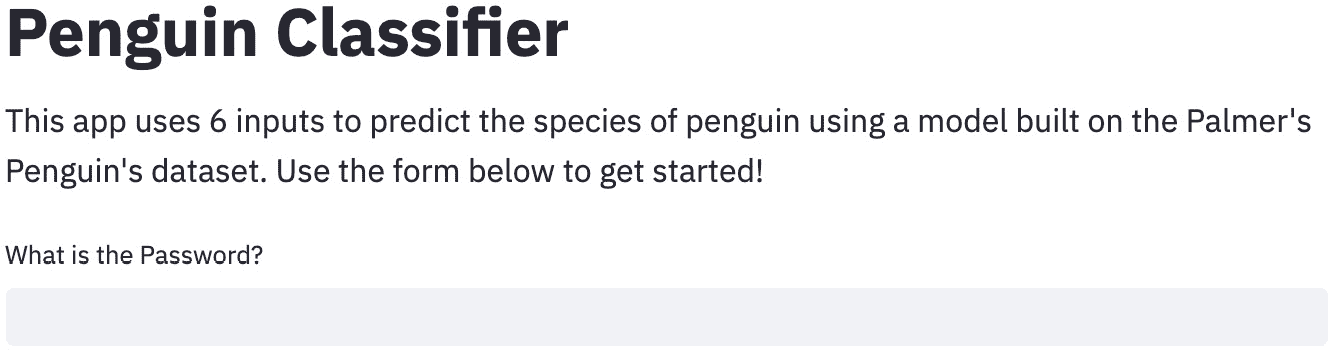 Penguin Classifier
This app uses 6 inputs to predict the species of penguin using a model built on the Palmer's
Penguin's dataset. Use the form below to get started!
What is the Password?